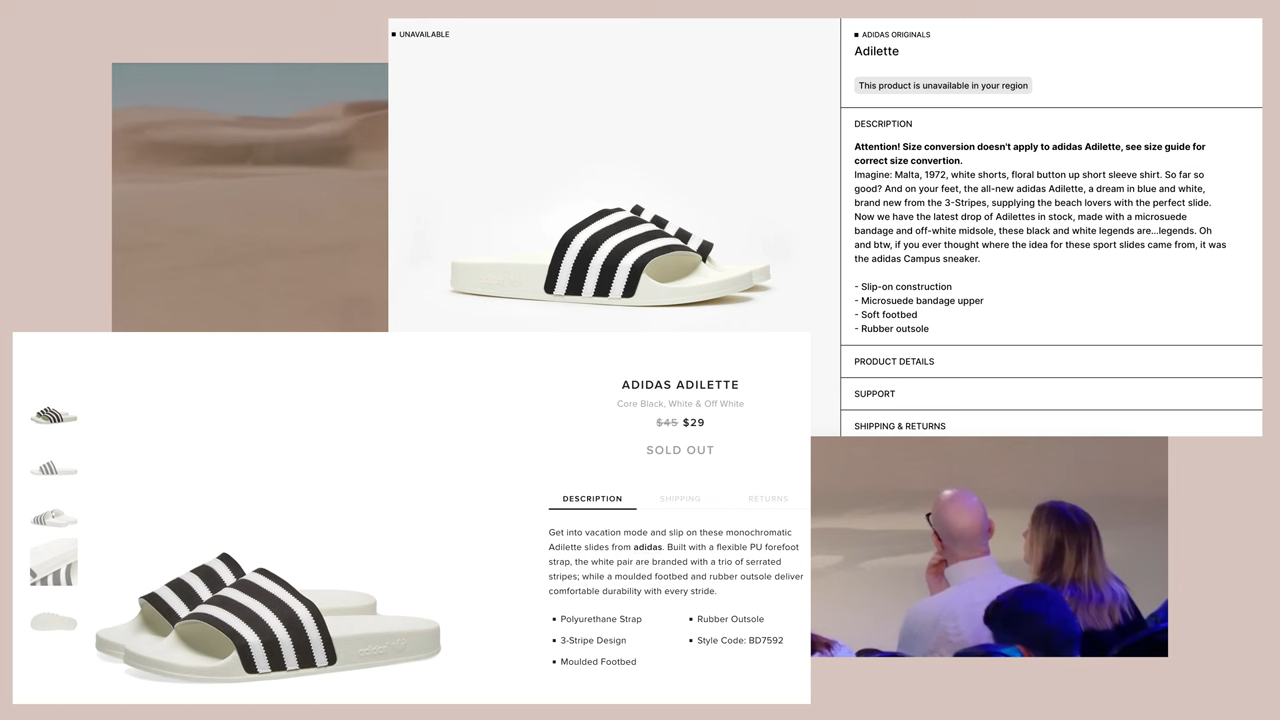 UNAVAILABLE
ADIDAS ORIGINALS
Adilette
This product is unavailable in your region
DESCRIPTION
Attention! Size conversion doesn't apply to adidas Adilette, see size guide for
correct size convertion.
Imagine: Malta, 1972, white shorts, floral button up short sleeve shirt. So far so
good? And on your feet, the all-new adidas Adilette, a dream in blue and white,
brand new from the 3-Stripes, supplying the beach lovers with the perfect slide.
Now we have the latest drop of Adilettes in stock, made with a microsuede
bandage and off-white midsole, these black and white legends are...legends. Oh
and btw, if you ever thought where the idea for these sport slides came from, it was
the adidas Campus sneaker.
- Slip-on construction
- Microsuede bandage upper
- Soft footbed
- Rubber outsole
PRODUCT DETAILS
SUPPORT
SHIPPING & RETURNS
ADIDAS ADILETTE
Core Black, White & Off White
$45 $29
SOLD OUT
DESCRIPTION SHIPPING RETURNS
Get into vacation mode and slip on these monochromatic
Adilette slides from adidas. Built with a flexible PU forefoot
strap, the white pair are branded with a trio of serrated
stripes; while a moulded footbed and rubber outsole deliver
comfortable durability with every stride.
Polyurethane Strap
3-Stripe Design
Moulded Footbed
Rubber Outsole
Style Code: BD7592
adidas